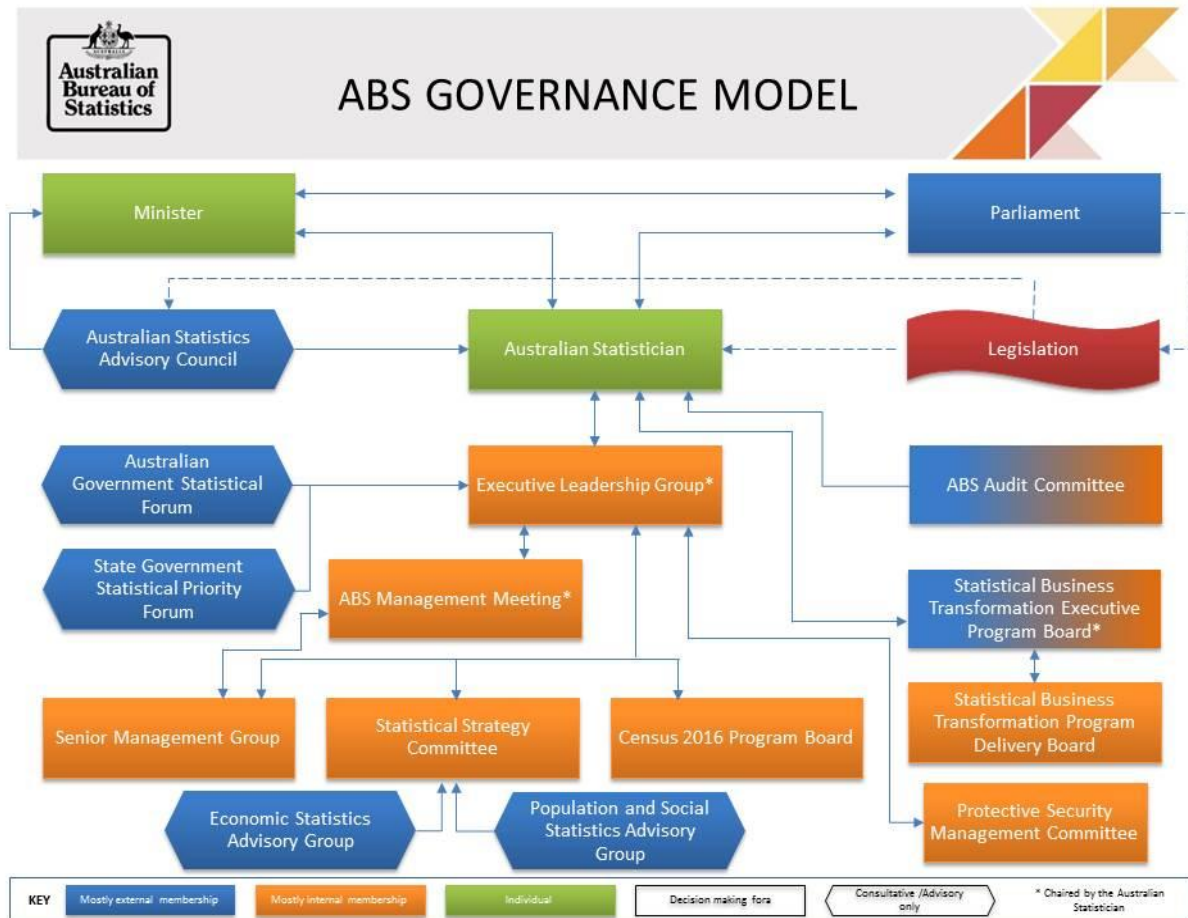 Australian
Bureau of
Statistics
ABS GOVERNANCE MODEL
Minister
Parliament
Australian Statistics
Advisory Council
Australian Statistician
Legislation
Australian
Government Statistical
Forum
Executive Leadership Group*
ABS Audit Committee
State Government
Statistical Priority
Forum
ABS Management Meeting*
Statistical Business
Transformation Executive
Program Board*
Senior Management Group
Statistical Strategy
Committee
Census 2016 Program Board
Statistical Business
Transformation Program
Delivery Board
Economic Statistics
Advisory Group
Population and Social
Statistics Advisory
Group
Protective Security
Management Committee
KEY
Mostly external membership
Mostly internal membership
Individual
Decision making fora
Consultative /Advisory
only
* Chaired by the Australian
Statistician